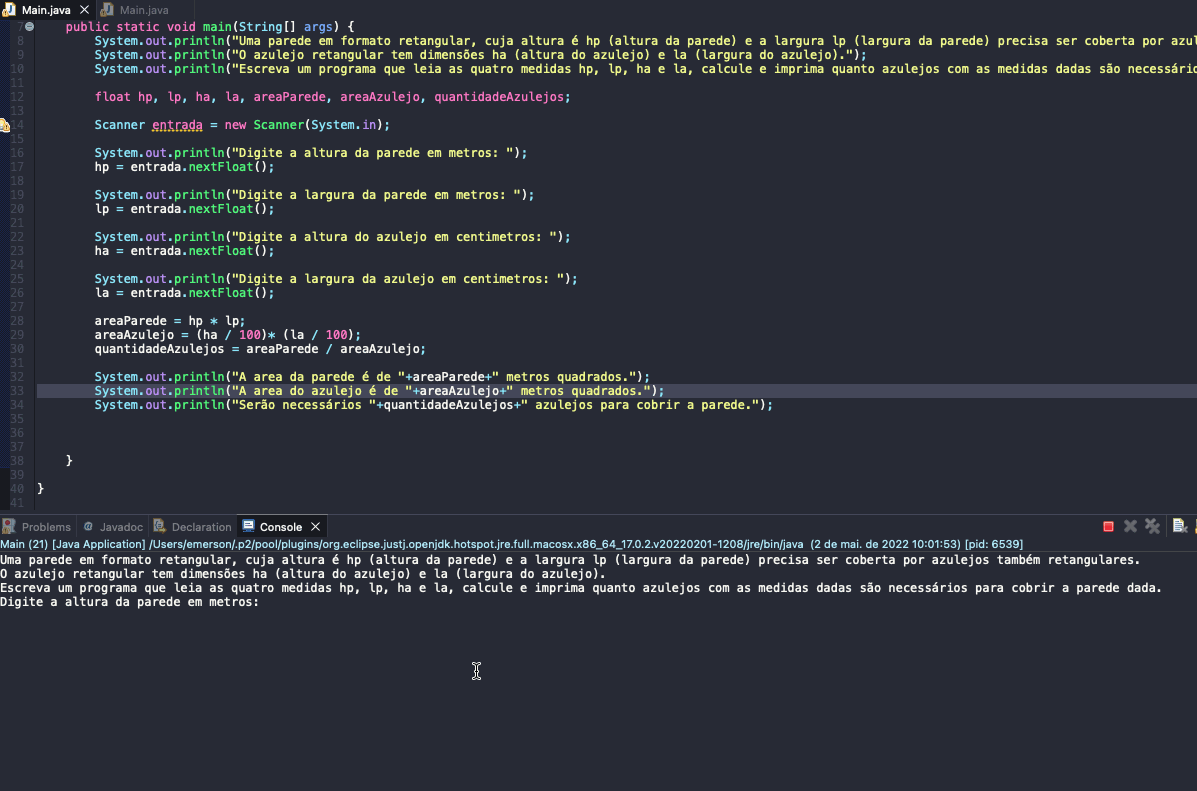 Main.java Main.java
7 public static void main(String[] args) {
8 System.out.println("Uma parede em formato retangular, cuja altura é hp (altura da parede) e a largura lp (largura da parede) precisa ser coberta por azul
9 System.out.println("O azulejo retangular tem dimensões ha (altura do azulejo) e la (largura do azulejo).");
10 System.out.println("Escreva um programa que leia as quatro medidas hp, lp, ha e la, calcule e imprima quanto azulejos com as medidas dadas são necessário
11
12 float hp, lp, ha, la, areaParede, areaAzulejo, quantidadeAzulejos;
13
14 Scanner entrada = new Scanner(System.in);
15
16 System.out.println("Digite a altura da parede em metros: ");
17 hp = entrada.nextFloat();
18
19 System.out.println("Digite a largura da parede em metros: ");
20 lp = entrada.nextFloat();
21
22 System.out.println("Digite a altura do azulejo em centimetros: ");
23 ha = entrada.nextFloat();
24
25 System.out.println("Digite a largura da azulejo em centimetros: ");
26 la = entrada.nextFloat();
27
28 areaParede = hp * lp;
29 areaAzulejo = (ha / 100)* (la / 100);
30 quantidadeAzulejos = areaParede / areaAzulejo;
31
32 System.out.println("A area da parede é de "+areaParede+" metros quadrados.");
33 System.out.println("A area do azulejo é de "+areaAzulejo+" metros quadrados.");
34 System.out.println("Serão necessários "+quantidadeAzulejos+" azulejos para cobrir a parede.");
35
36
37
38 }
39
40 }
41
Problems Javadoc Declaration Console
Main (21) [Java Application] /Users/emerson/.p2/pool/plugins/org.eclipse.justj.openjdk.hotspot.jre.full.macosx.x86_64_17.0.2.v20220201-1208/jre/bin/java (2 de mai. de 2022 10:01:53) [pid: 6539]
Uma parede em formato retangular, cuja altura é hp (altura da parede) e a largura lp (largura da parede) precisa ser coberta por azulejos também retangulares.
O azulejo retangular tem dimensões ha (altura do azulejo) e la (largura do azulejo).
Escreva um programa que leia as quatro medidas hp, lp, ha e la, calcule e imprima quanto azulejos com as medidas dadas são necessários para cobrir a parede dada.
Digite a altura da parede em metros: